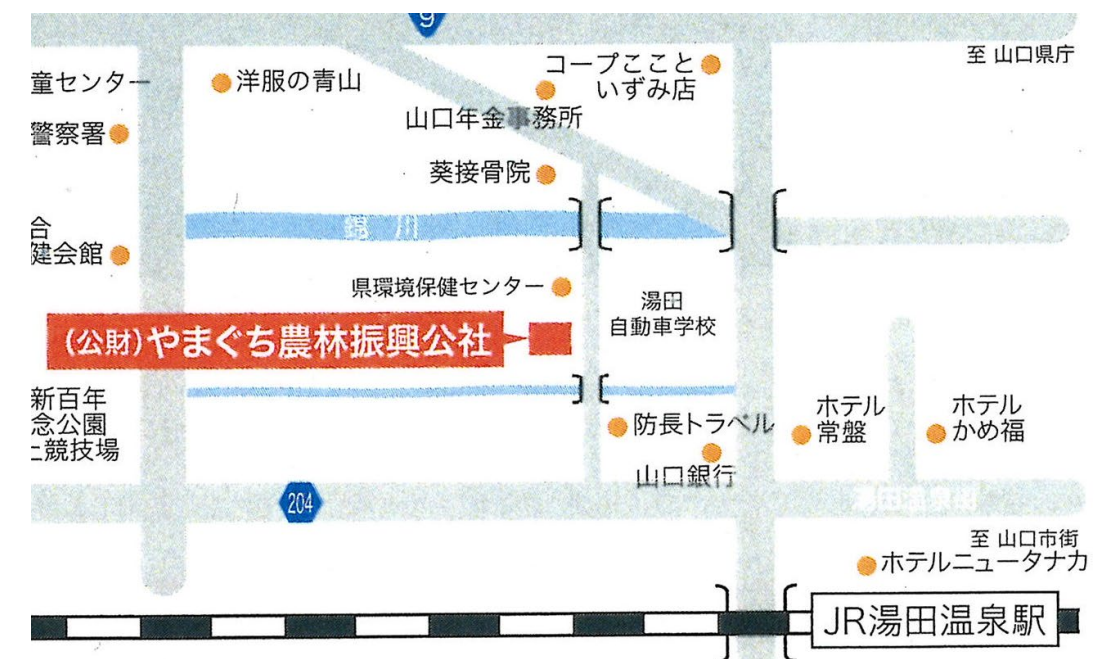 9
至 山口県庁
コープここと
いずみ店
童センター
洋服の青山
山口年金事務所
警察署
葵接骨院
合
健会館
川
県環境保健センター
湯田
自動車学校
(公財)やまぐち農林振興公社
新百年
念公園
上競技場
防長トラベル
山口銀行
ホテル
常盤
ホテル
かめ福
204
湯田温泉
至 山口市街
ホテルニュータナカ
JR湯田温泉駅